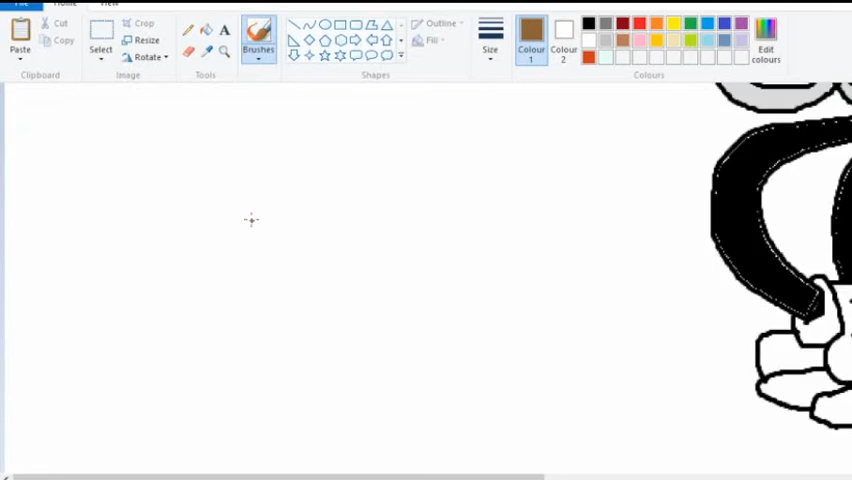 Home
View
Cut
Crop
Copy
Resize
Paste
Select
Rotate
A
Brushes
Outline
Fill
Size
Colour 1
Colour 2
Edit colours
Clipboard
Image
Tools
Shapes
Colours